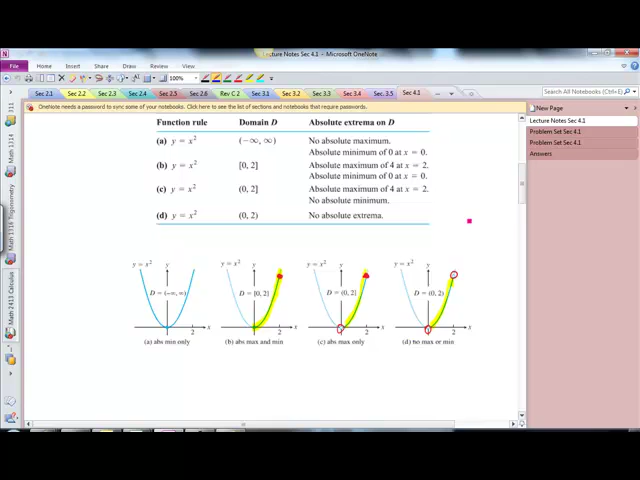 Lecture Notes Sec 4.1 - Microsoft OneNote
File Home Insert Share Draw Review View
100%
Sec 2.1 Sec 2.2 Sec 2.3 Sec 2.4 Sec 2.5 Sec 2.6 Rev C 2 Sec 3.1 Sec 3.2 Sec 3.3 Sec 3.4 Sec. 3.5 Sec 4.1
Search All Notebooks (Ctrl+E)
OneNote needs a password to sync some of your notebooks. Click here to see the list of sections and notebooks that require passwords.
New Page
Lecture Notes Sec 4.1
Problem Set Sec 4.1
Problem Set Sec 4.1
Answers
Math 1314
Math 1316 Trigonometry
Math 2413 Calculus
Function rule Domain D Absolute extrema on D
(a) y = x² (−∞, ∞) No absolute maximum.
Absolute minimum of 0 at x = 0.
(b) y = x² [0, 2] Absolute maximum of 4 at x = 2.
Absolute minimum of 0 at x = 0.
(c) y = x² (0, 2] Absolute maximum of 4 at x = 2.
No absolute minimum.
(d) y = x² (0, 2) No absolute extrema.
y = x² y y = x² y y = x² y y = x² y
D = (−∞, ∞) D = [0, 2] D = (0, 2] D = (0, 2)
x 2 x 2 x 2 x
(a) abs min only (b) abs max and min (c) abs max only (d) no max or min